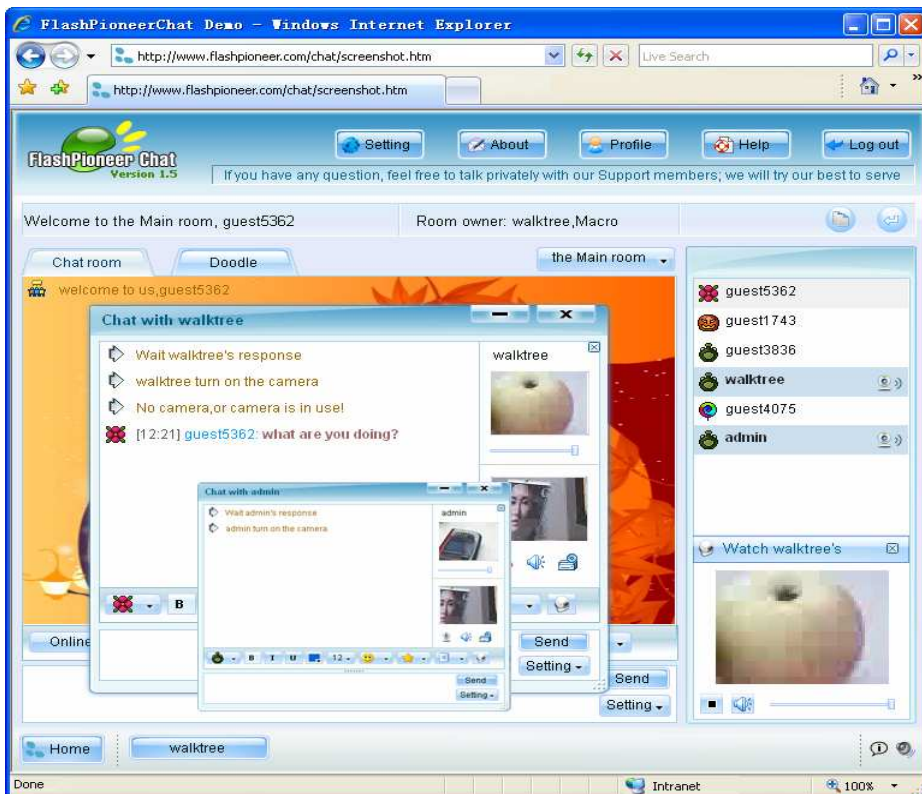 FlashPioneerChat Demo - Windows Internet Explorer
http://www.flashpioneer.com/chat/screenshot.htm
Live Search
http://www.flashpioneer.com/chat/screenshot.htm
FlashPioneer Chat
Version 1.5
Setting
About
Profile
Help
Log out
If you have any question, feel free to talk privately with our Support members; we will try our best to serve
Welcome to the Main room, guest5362
Room owner: walktree,Macro
Chat room
Doodle
the Main room
welcome to us,guest5362
Chat with walktree
Wait walktree's response
walktree turn on the camera
No camera,or camera is in use!
[12:21] guest5362: what are you doing?
walktree
B
Send
Setting
Chat with admin
Wait admin's response
admin turn on the camera
admin
B I U 12
Send
Setting
Online
Send
Setting
guest5362
guest1743
guest3836
walktree
guest4075
admin
Watch walktree's
Home
walktree
Done
Intranet
100%